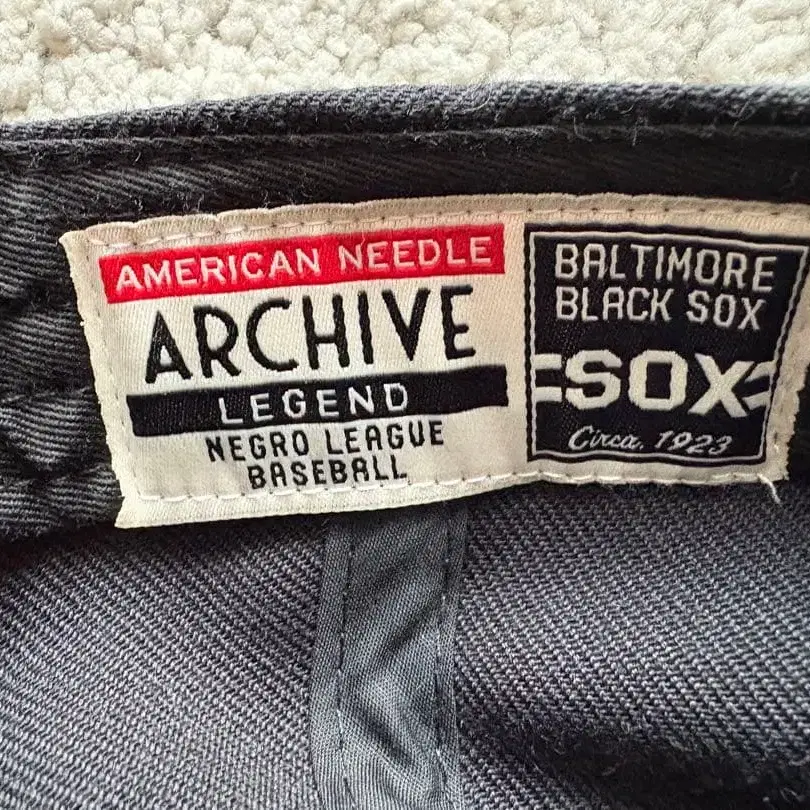 AMERICAN NEEDLE
ARCHIVE
LEGEND
NEGRO LEAGUE
BASEBALL
BALTIMORE
BLACK SOX
SOX
Circa. 1923